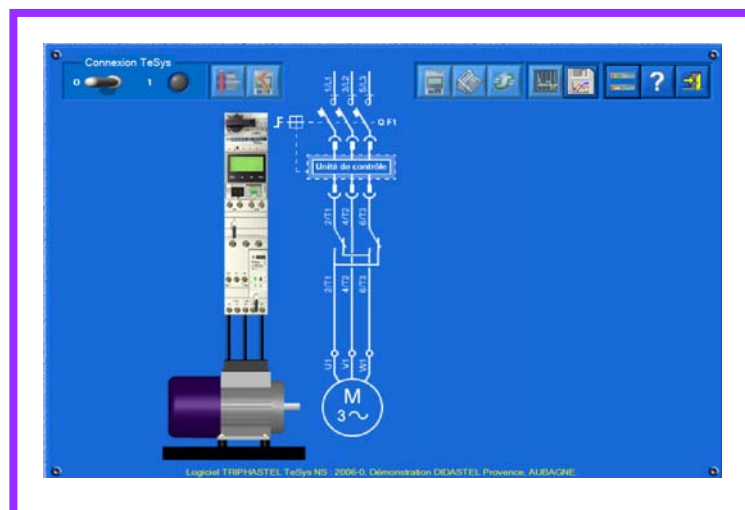 Connexion TeSys
0 1
?
1/L1 3/L2 5/L3
Q F1
Unité de contrôle
2/T1 4/T2 6/T3
2/T1 4/T2 6/T3
U1 V1 W1
M
3~
Logiciel TRIPHASTEL TeSys NS : 2006-0, Démonstration DIDASTEL Provence, AUBAGNE.